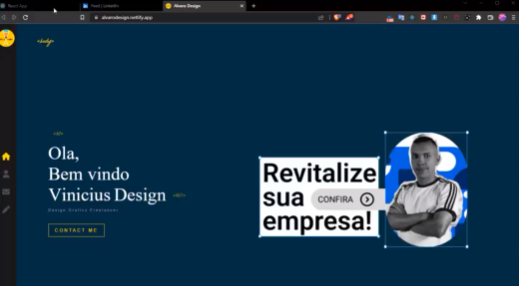 React App
Feed | LinkedIn
Alvaro Design
alvarodesign.netlify.app
<body>
<h1>
Ola,
Bem vindo
Vinicius Design
<h1/>
Design Grafico Freelancer
CONTACT ME
Revitalize
sua
CONFIRA
empresa!